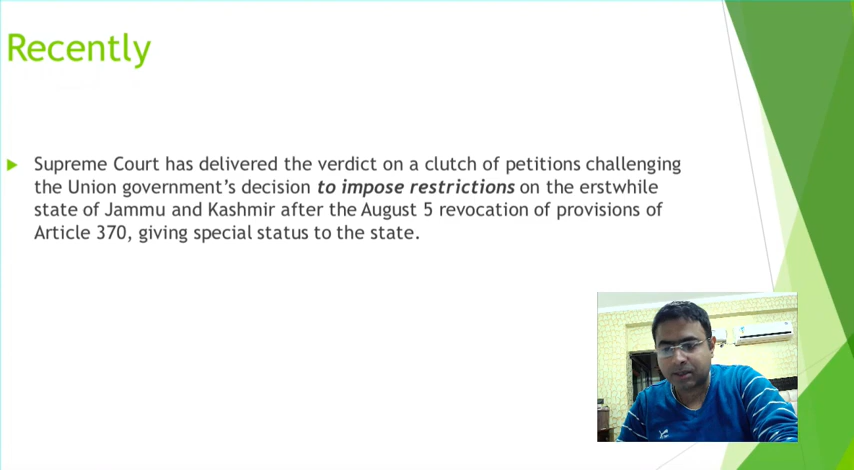 Recently
Supreme Court has delivered the verdict on a clutch of petitions challenging
the Union government's decision to impose restrictions on the erstwhile
state of Jammu and Kashmir after the August 5 revocation of provisions of
Article 370, giving special status to the state.